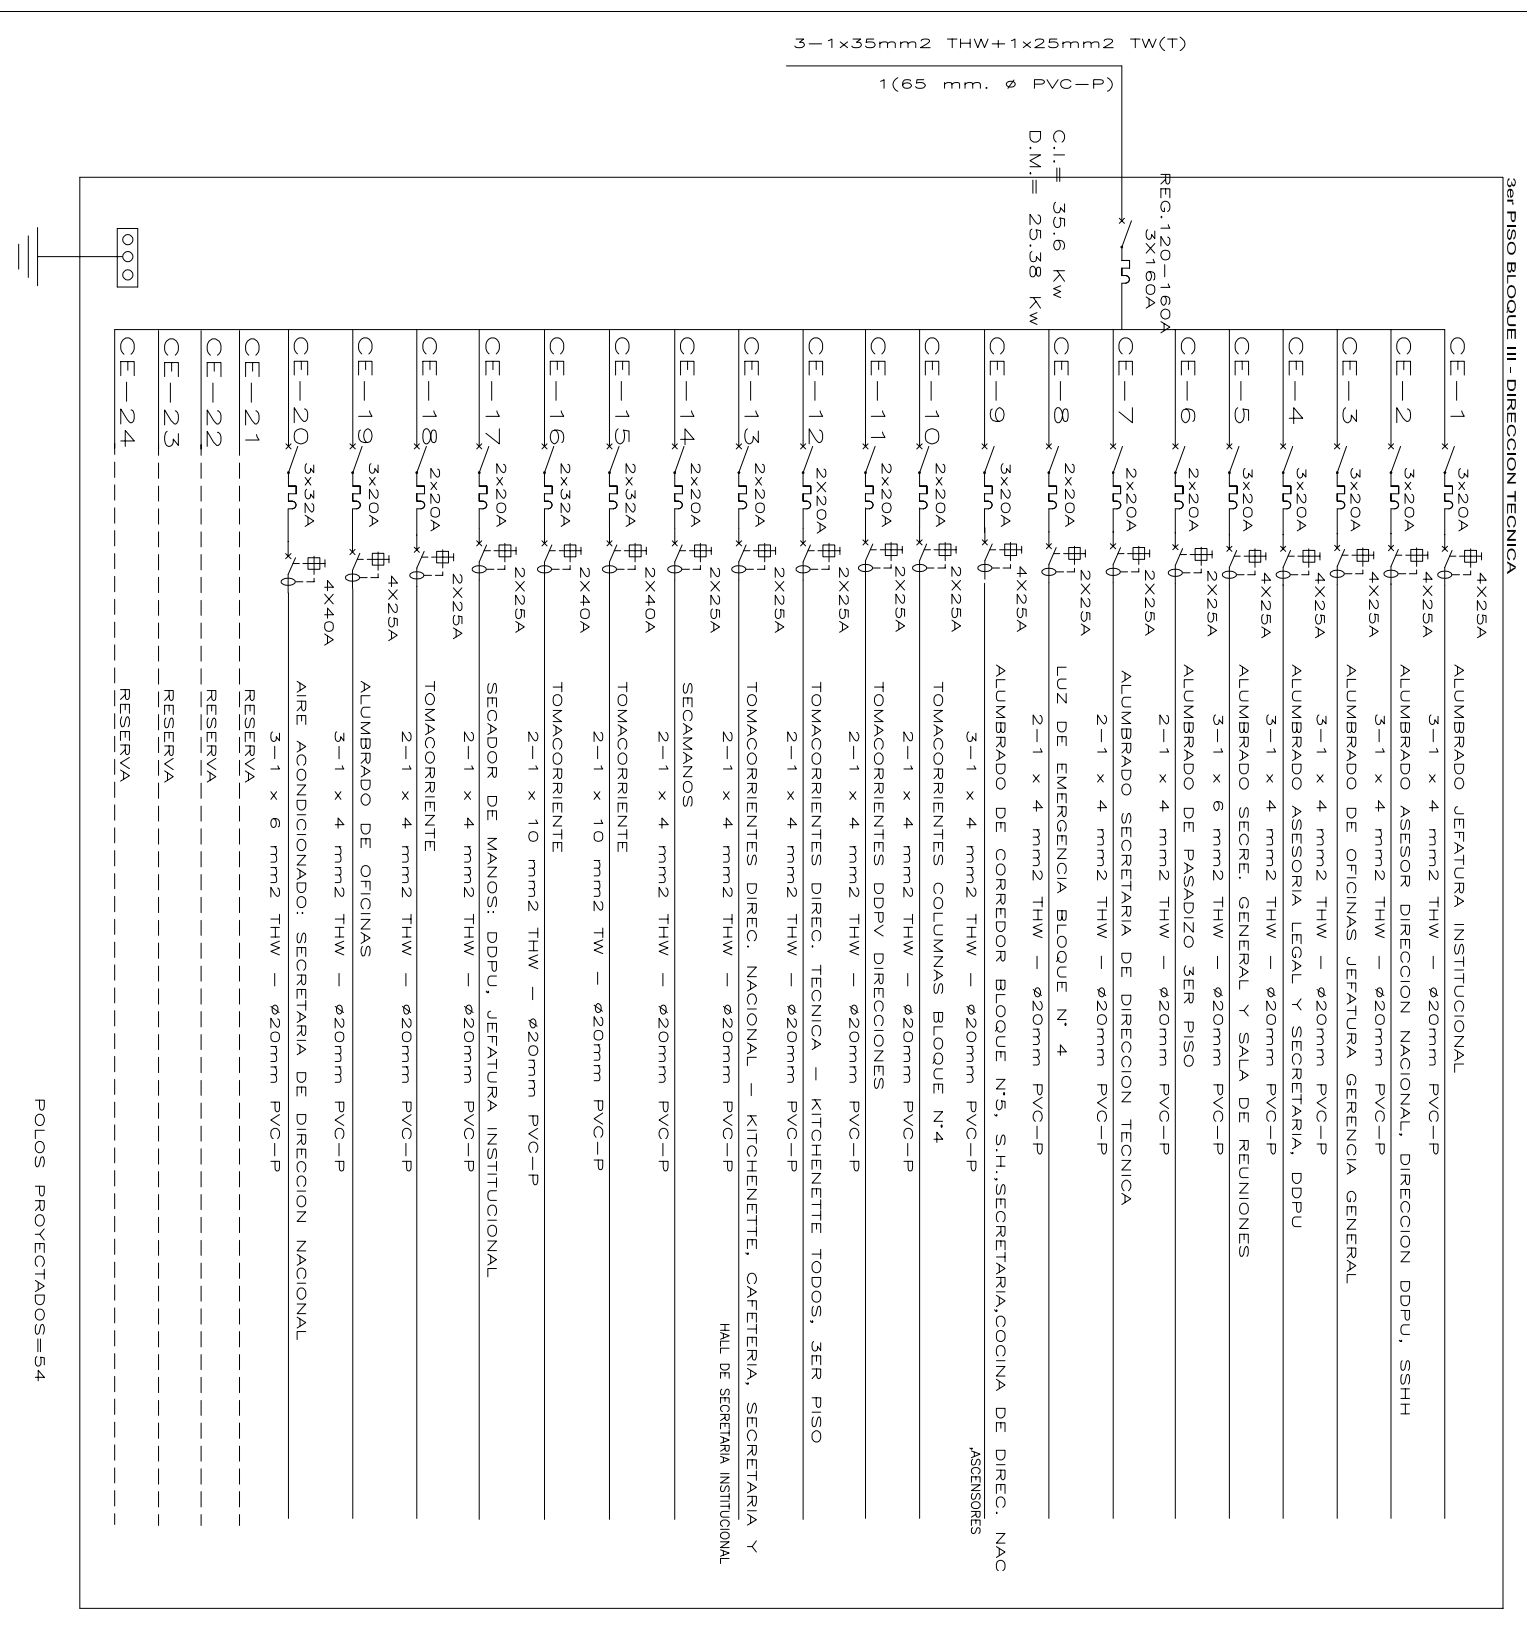 3er PISO BLOQUE III - DIRECCION TECNICA
3-1x35mm2 THW+1x25mm2 TW(T)
1(65 mm. ø PVC-P)
REG.120-160A
3X160A
C.I.= 35.6 Kw
D.M.= 25.38 Kw
CE-1 3x20A 4X25A ALUMBRADO JEFATURA INSTITUCIONAL
3-1 x 4 mm2 THW - ø20mm PVC-P
CE-2 3x20A 4X25A ALUMBRADO ASESOR DIRECCION NACIONAL, DIRECCION DDPU, SSHH
3-1 x 4 mm2 THW - ø20mm PVC-P
CE-3 3x20A 4X25A ALUMBRADO DE OFICINAS JEFATURA GERENCIA GENERAL
3-1 x 4 mm2 THW - ø20mm PVC-P
CE-4 3x20A 4X25A ALUMBRADO ASESORIA LEGAL Y SECRETARIA, DDPU
3-1 x 4 mm2 THW - ø20mm PVC-P
CE-5 3x20A 4X25A ALUMBRADO SECRE. GENERAL Y SALA DE REUNIONES
3-1 x 6 mm2 THW - ø20mm PVC-P
CE-6 2x20A 2X25A ALUMBRADO DE PASADIZO 3ER PISO
2-1 x 4 mm2 THW - ø20mm PVC-P
CE-7 2x20A 2X25A ALUMBRADO SECRETARIA DE DIRECCION TECNICA
2-1 x 4 mm2 THW - ø20mm PVC-P
CE-8 2x20A 2X25A LUZ DE EMERGENCIA BLOQUE N° 4
2-1 x 4 mm2 THW - ø20mm PVC-P
CE-9 3x20A 4X25A ALUMBRADO DE CORREDOR BLOQUE N°5, S.H.,SECRETARIA,COCINA DE DIREC. NAC
,ASCENSORES
3-1 x 4 mm2 THW - ø20mm PVC-P
CE-10 2x20A 2X25A TOMACORRIENTES COLUMNAS BLOQUE N°4
2-1 x 4 mm2 THW - ø20mm PVC-P
CE-11 2x20A 2X25A TOMACORRIENTES DDPV DIRECCIONES
2-1 x 4 mm2 THW - ø20mm PVC-P
CE-12 2X20A 2X25A TOMACORRIENTES DIREC. TECNICA - KITCHENETTE TODOS, 3ER PISO
2-1 x 4 mm2 THW - ø20mm PVC-P
CE-13 2x20A 2X25A TOMACORRIENTES DIREC. NACIONAL - KITCHENETTE, CAFETERIA, SECRETARIA Y
HALL DE SECRETARIA INSTITUCIONAL
2-1 x 4 mm2 THW - ø20mm PVC-P
CE-14 2x20A 2X25A SECAMANOS
2-1 x 4 mm2 THW - ø20mm PVC-P
CE-15 2x32A 2X40A TOMACORRIENTE
2-1 x 10 mm2 TW - ø20mm PVC-P
CE-16 2x32A 2X40A TOMACORRIENTE
2-1 x 10 mm2 THW - ø20mm PVC-P
CE-17 2x20A 2X25A SECADOR DE MANOS: DDPU, JEFATURA INSTITUCIONAL
2-1 x 4 mm2 THW - ø20mm PVC-P
CE-18 2x20A 2X25A TOMACORRIENTE
2-1 x 4 mm2 THW - ø20mm PVC-P
CE-19 3x20A 4X25A ALUMBRADO DE OFICINAS
3-1 x 4 mm2 THW - ø20mm PVC-P
CE-20 3x32A 4X40A AIRE ACONDICIONADO: SECRETARIA DE DIRECCION NACIONAL
3-1 x 6 mm2 THW - ø20mm PVC-P
CE-21 RESERVA
CE-22 RESERVA
CE-23 RESERVA
CE-24 RESERVA
POLOS PROYECTADOS=54